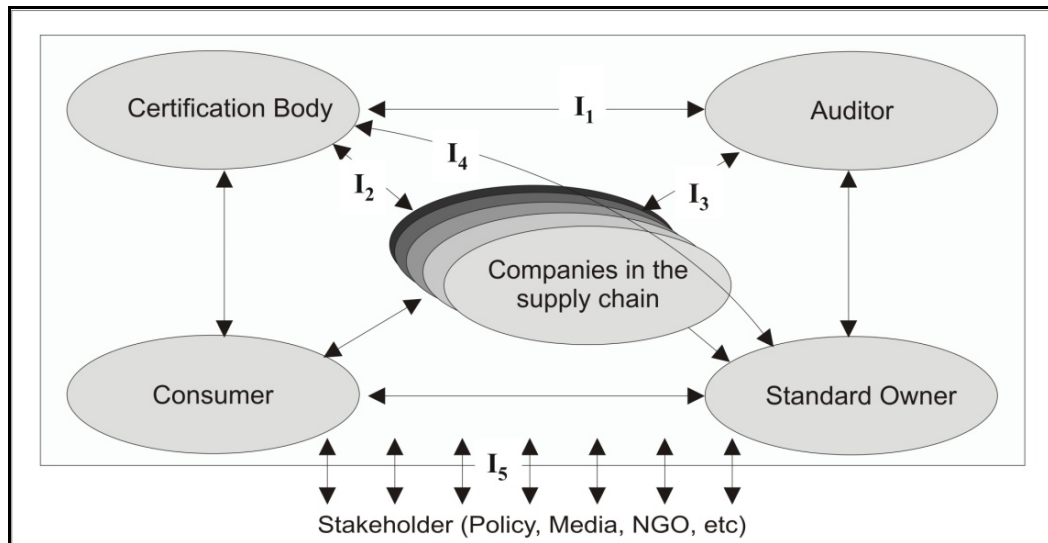 Certification Body
I1
Auditor
I4
I2
I3
Companies in the
supply chain
Consumer
Standard Owner
I5
Stakeholder (Policy, Media, NGO, etc)